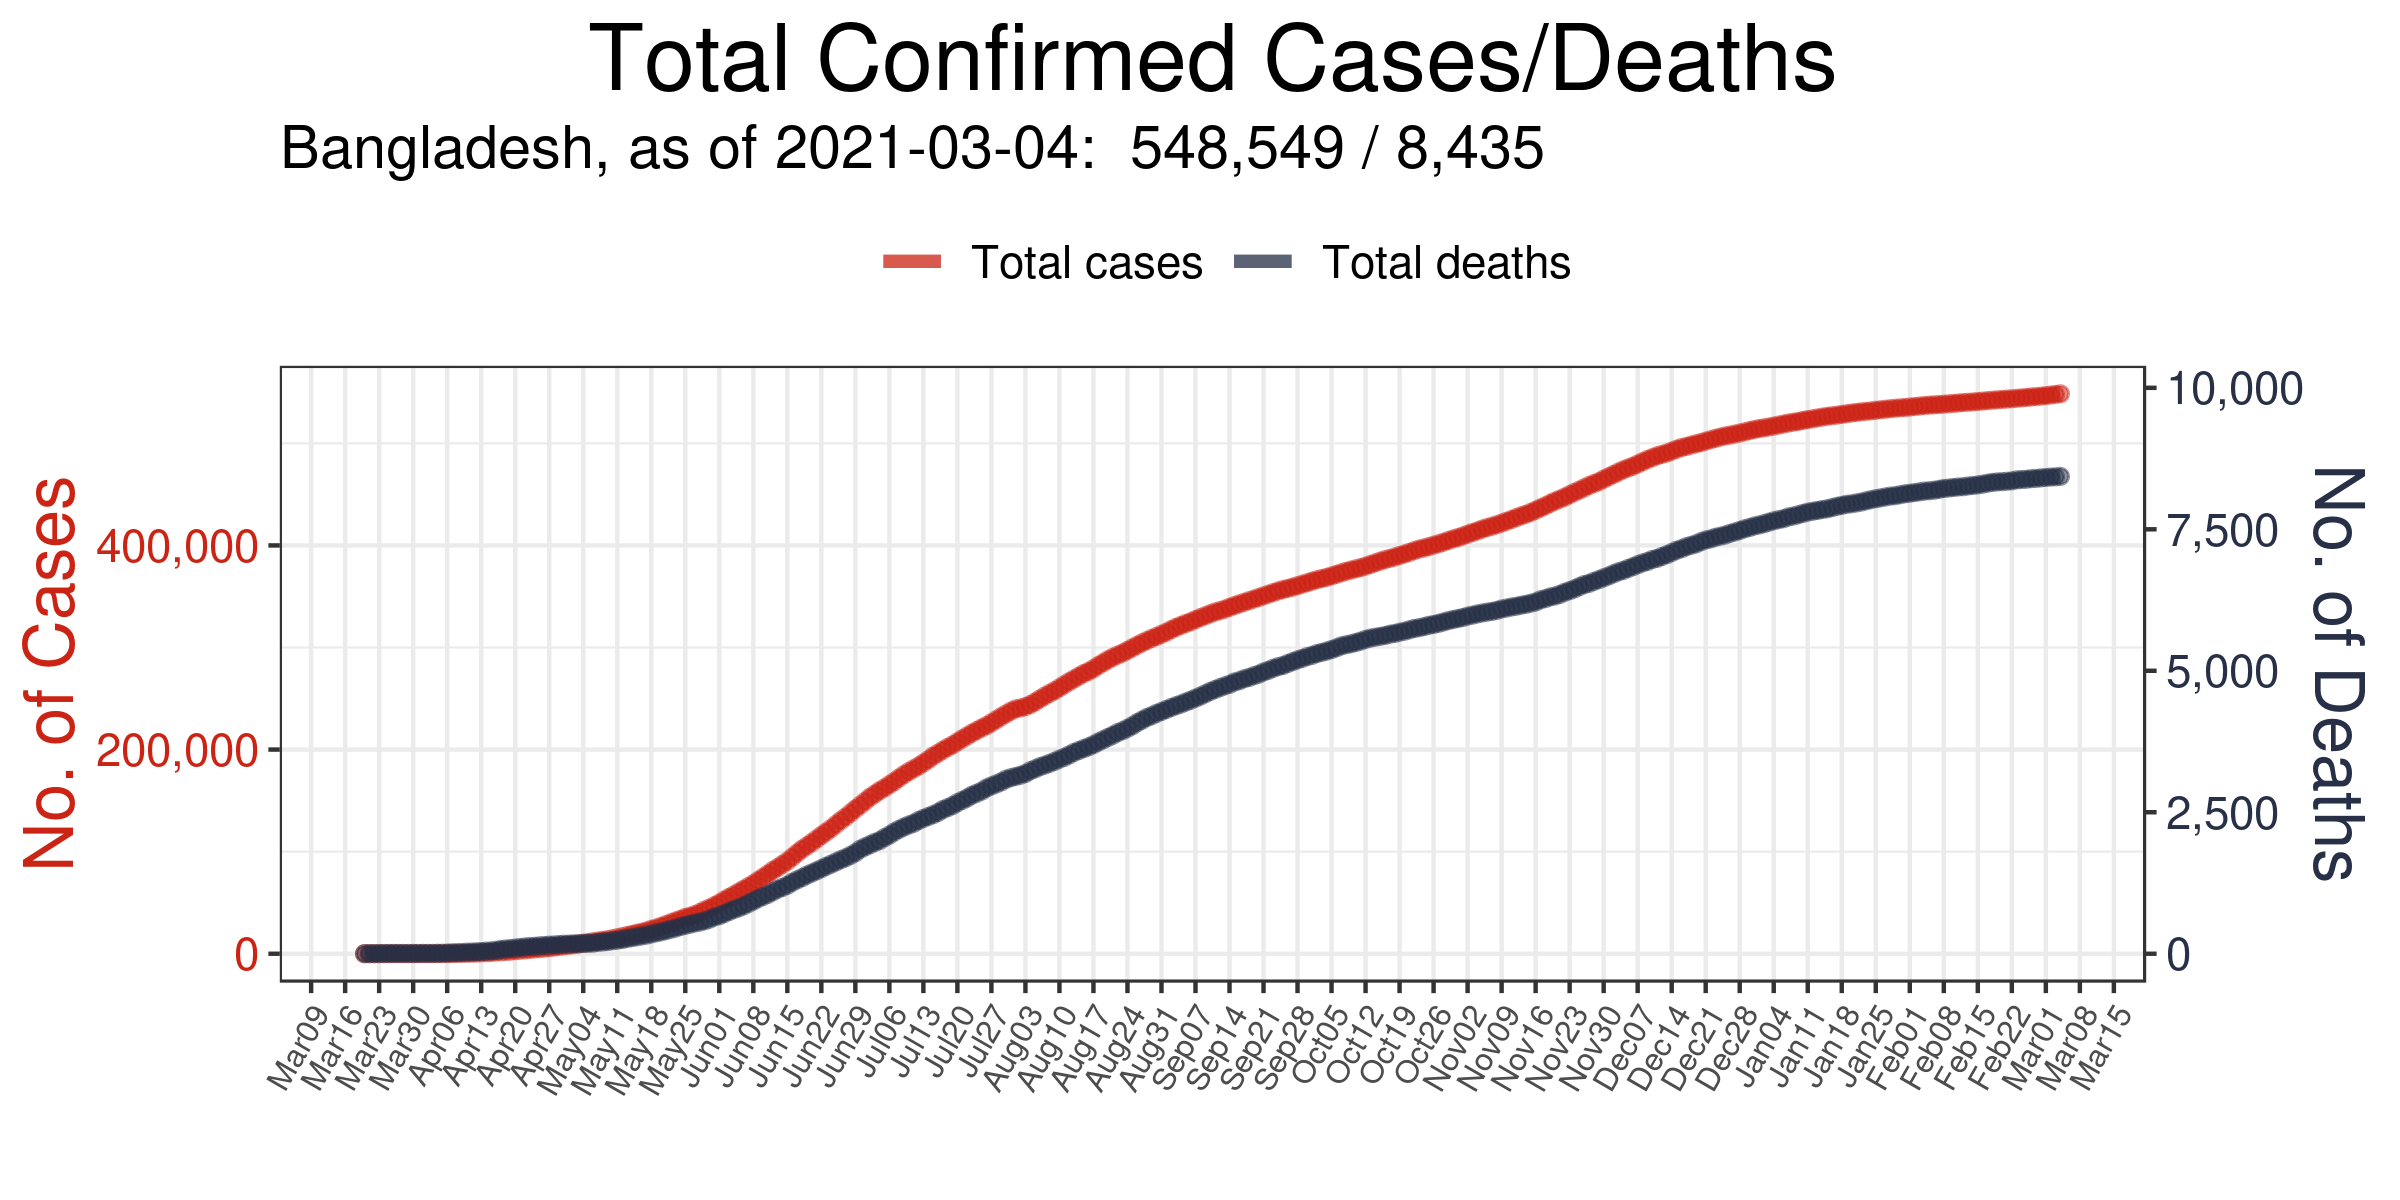 Total Confirmed Cases/Deaths
Bangladesh, as of 2021-03-04:  548,549 / 8,435
Total cases
Total deaths
No. of Cases
400,000
200,000
0
10,000
7,500
5,000
2,500
0
No. of Deaths
Mar09
Mar16
Mar23
Mar30
Apr06
Apr13
Apr20
Apr27
May04
May11
May18
May25
Jun01
Jun08
Jun15
Jun22
Jun29
Jul06
Jul13
Jul20
Jul27
Aug03
Aug10
Aug17
Aug24
Aug31
Sep07
Sep14
Sep21
Sep28
Oct05
Oct12
Oct19
Oct26
Nov02
Nov09
Nov16
Nov23
Nov30
Dec07
Dec14
Dec21
Dec28
Jan04
Jan11
Jan18
Jan25
Feb01
Feb08
Feb15
Feb22
Mar01
Mar08
Mar15